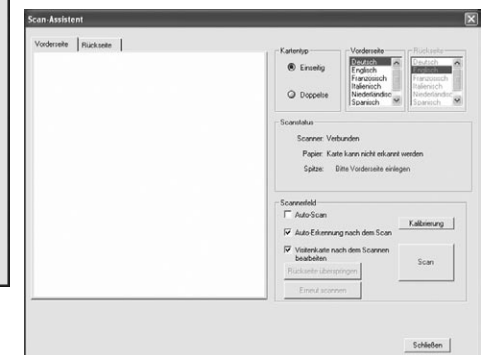 Scan-Assistent
Vorderseite Rückseite
Kartentyp
Einseitig
Doppelse
Vorderseite
Deutsch
Englisch
Französisch
Italienisch
Niederländisc
Spanisch
Rückseite
Deutsch
Englisch
Französisch
Italienisch
Niederländisc
Spanisch
Scanstatus
Scanner: Verbunden
Papier: Karte kann nicht erkannt werden
Spitze: Bitte Vorderseite einlegen
Scannerfeld
Auto-Scan
Auto-Erkennung nach dem Scan
Visitenkarte nach dem Scannen
bearbeiten
Rückseite überspringen
Erneut scannen
Kalibrierung
Scan
Schließen